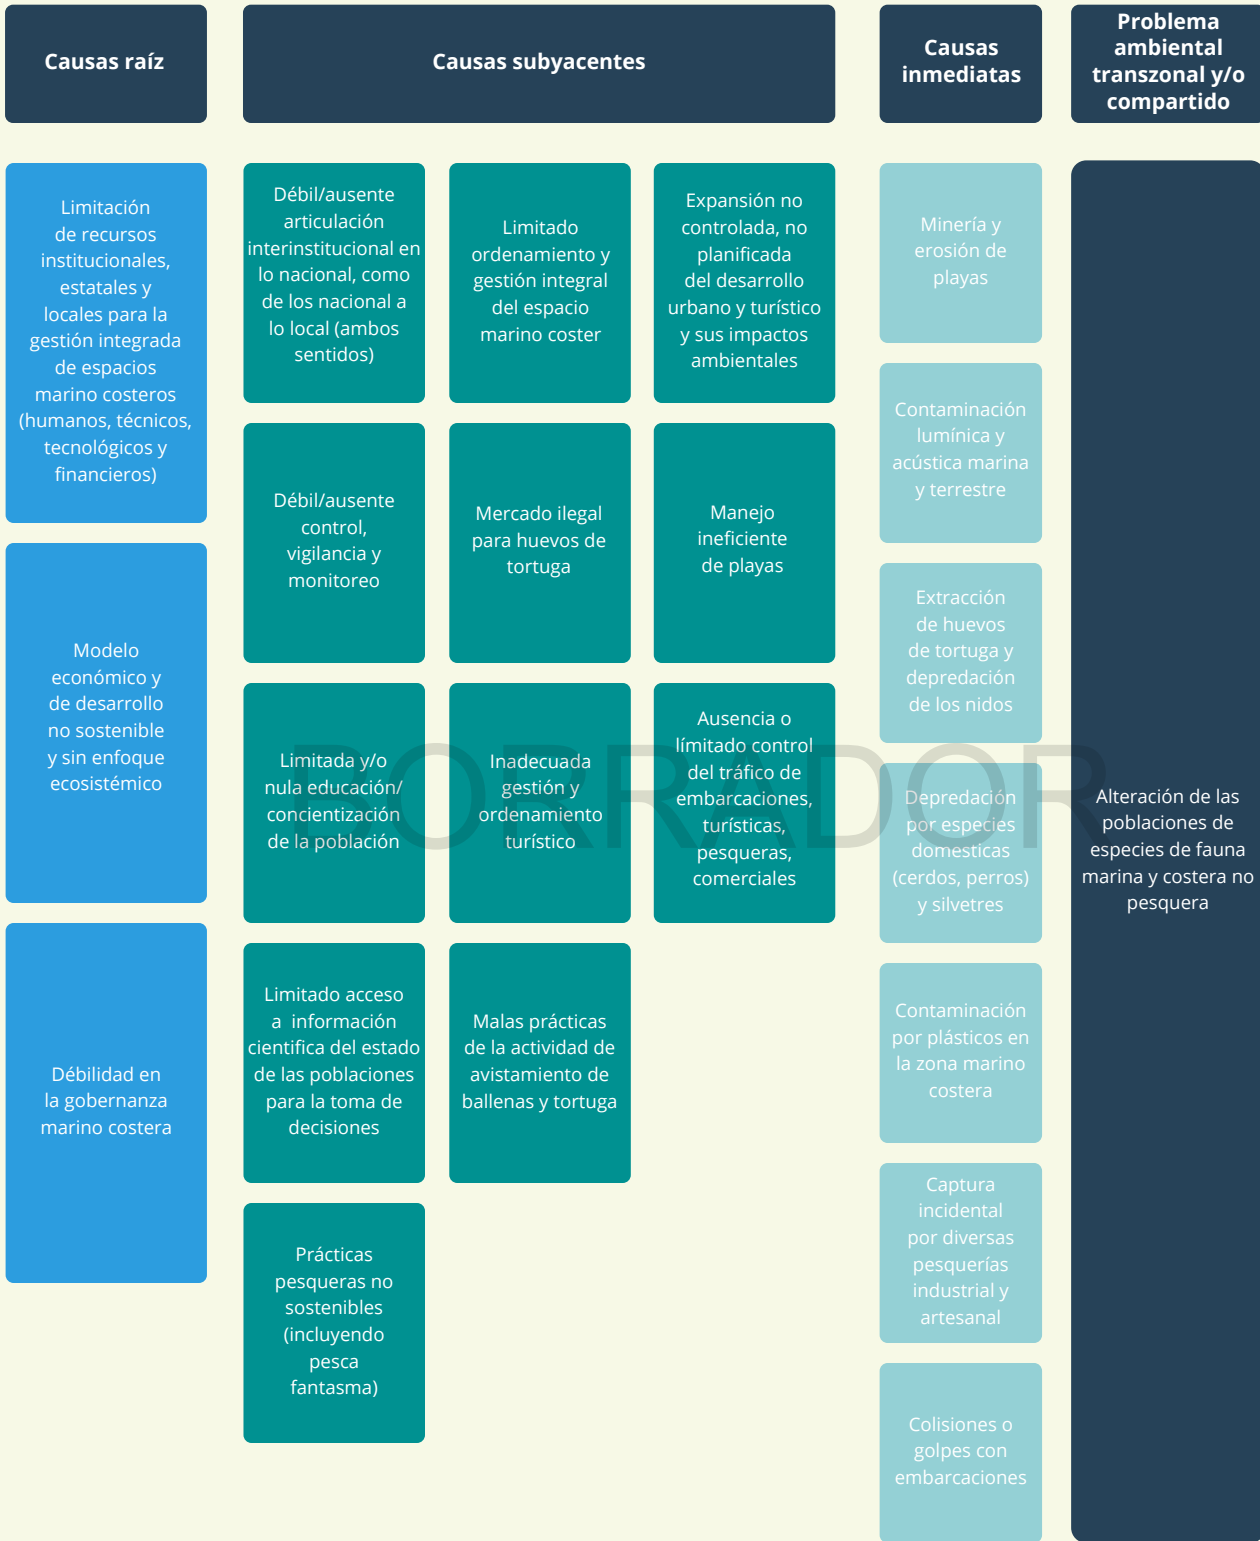 Causas raíz
Causas subyacentes
Causas
inmediatas
Problema
ambiental
transzonal y/o
compartido
Limitación
de recursos
institucionales,
estatales y
locales para la
gestión integrada
de espacios
marino costeros
(humanos, técnicos,
tecnológicos y
financieros)
Modelo
económico y
de desarrollo
no sostenible
y sin enfoque
ecosistémico
Débilidad en
la gobernanza
marino costera
Débil/ausente
articulación
interinstitucional en
lo nacional, como
de los nacional a
lo local (ambos
sentidos)
Limitado
ordenamiento y
gestión integral
del espacio
marino coster
Expansión no
controlada, no
planificada
del desarrollo
urbano y turístico
y sus impactos
ambientales
Débil/ausente
control,
vigilancia y
monitoreo
Mercado ilegal
para huevos de
tortuga
Manejo
ineficiente
de playas
Limitada y/o
nula educación/
concientización
de la población
Inadecuada
gestión y
ordenamiento
turístico
Ausencia o
límitado control
del tráfico de
embarcaciones,
turísticas,
pesqueras,
comerciales
Limitado acceso
a información
cientifica del estado
de las poblaciones
para la toma de
decisiones
Malas prácticas
de la actividad de
avistamiento de
ballenas y tortuga
Prácticas
pesqueras no
sostenibles
(incluyendo
pesca
fantasma)
Minería y
erosión de
playas
Contaminación
lumínica y
acústica marina
y terrestre
Extracción
de huevos
de tortuga y
depredación
de los nidos
Depredación
por especies
domesticas
(cerdos, perros)
y silvetres
Contaminación
por plásticos en
la zona marino
costera
Captura
incidental
por diversas
pesquerías
industrial y
artesanal
Colisiones o
golpes con
embarcaciones
Alteración de las
poblaciones de
especies de fauna
marina y costera no
pesquera
BORRADOR